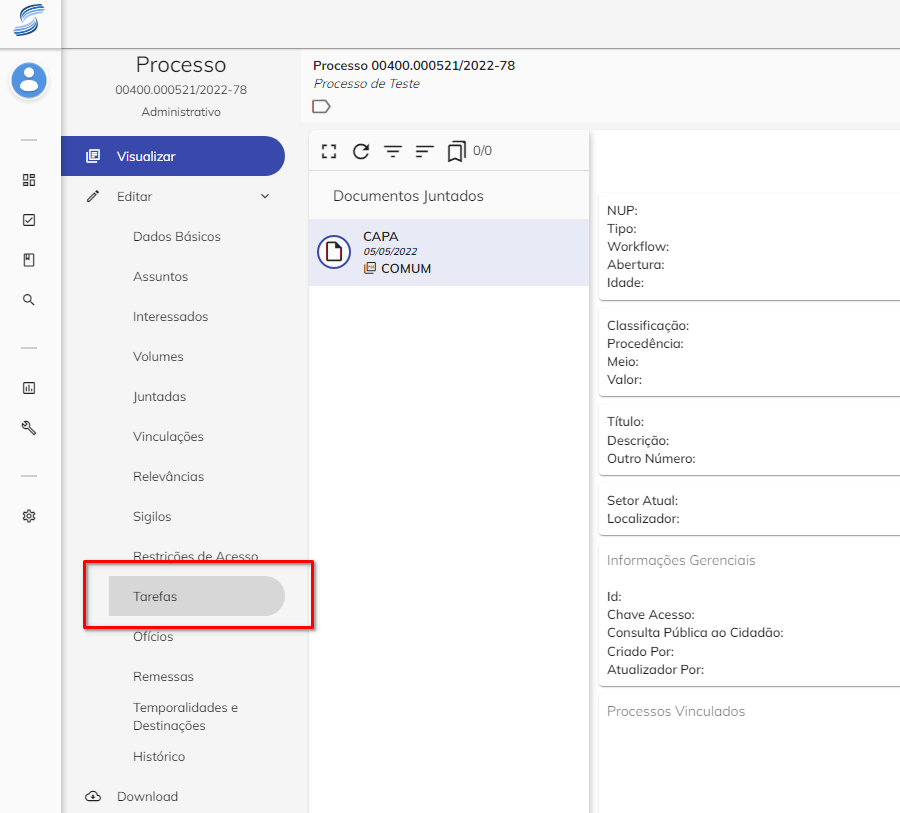 Processo
00400.000521/2022-78
Administrativo
Visualizar
Editar
Dados Básicos
Assuntos
Interessados
Volumes
Juntadas
Vinculações
Relevâncias
Sigilos
Restrições de Acesso
Tarefas
Ofícios
Remessas
Temporalidades e
Destinações
Histórico
Download
Processo 00400.000521/2022-78
Processo de Teste
0/0
Documentos Juntados
CAPA
05/05/2022
COMUM
NUP:
Tipo:
Workflow:
Abertura:
Idade:
Classificação:
Procedência:
Meio:
Valor:
Título:
Descrição:
Outro Número:
Setor Atual:
Localizador:
Informações Gerenciais
Id:
Chave Acesso:
Consulta Pública ao Cidadão:
Criado Por:
Atualizador Por:
Processos Vinculados